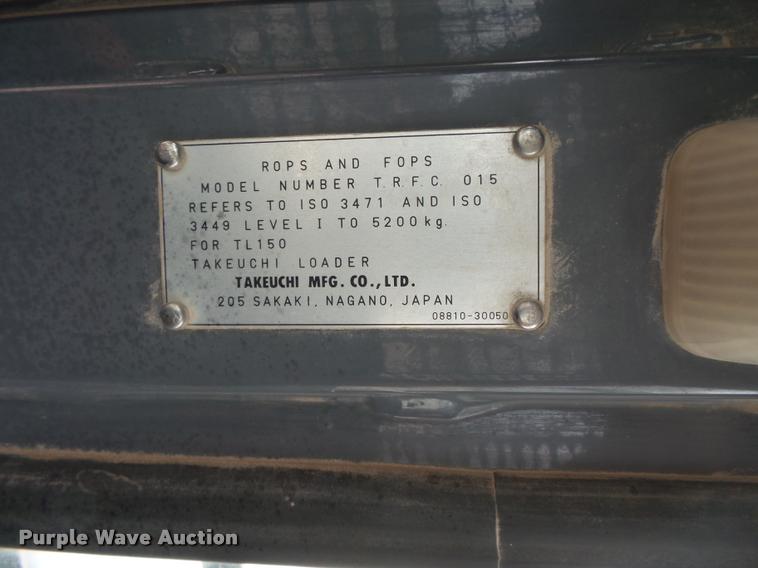 ROPS AND FOPS
MODEL NUMBER T.R.F.C. 015
REFERS TO ISO 3471 AND ISO
3449 LEVEL I TO 5200kg.
FOR TL150
TAKEUCHI LOADER
TAKEUCHI MFG. CO., LTD.
205 SAKAKI, NAGANO, JAPAN
08810-30050
Purple Wave Auction